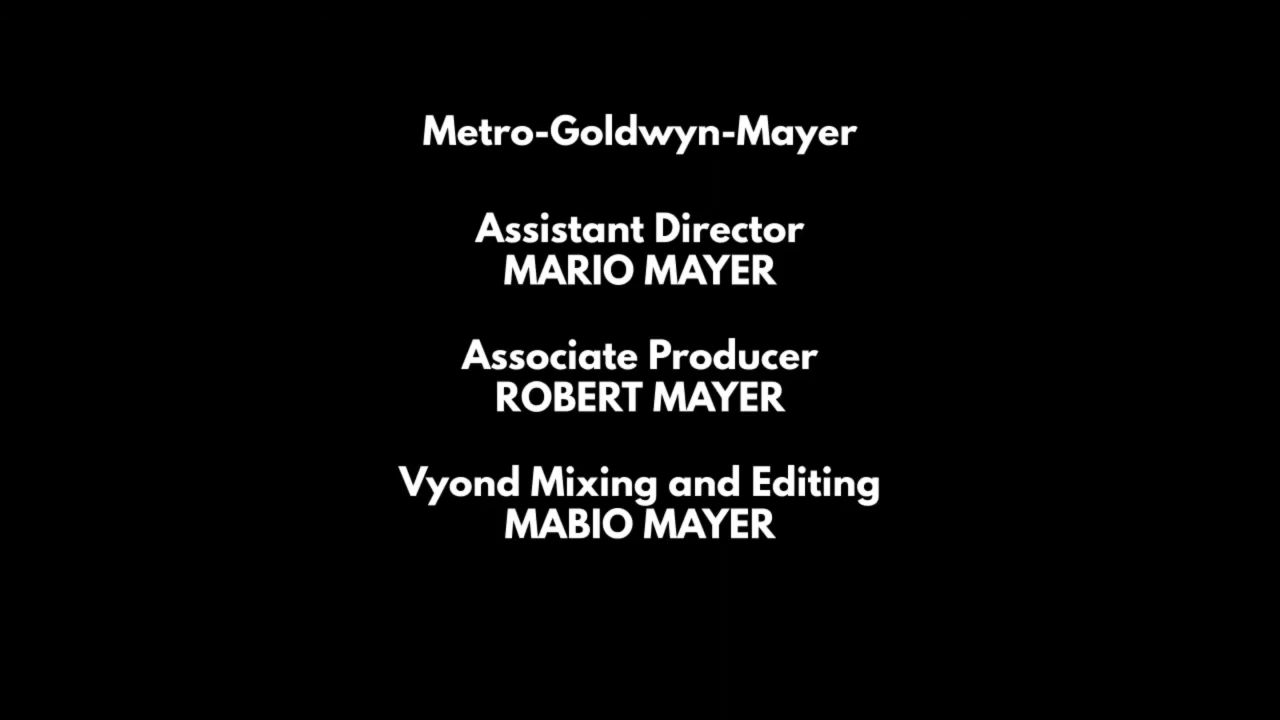 Metro-Goldwyn-Mayer
Assistant Director
MARIO MAYER
Associate Producer
ROBERT MAYER
Vyond Mixing and Editing
MABIO MAYER